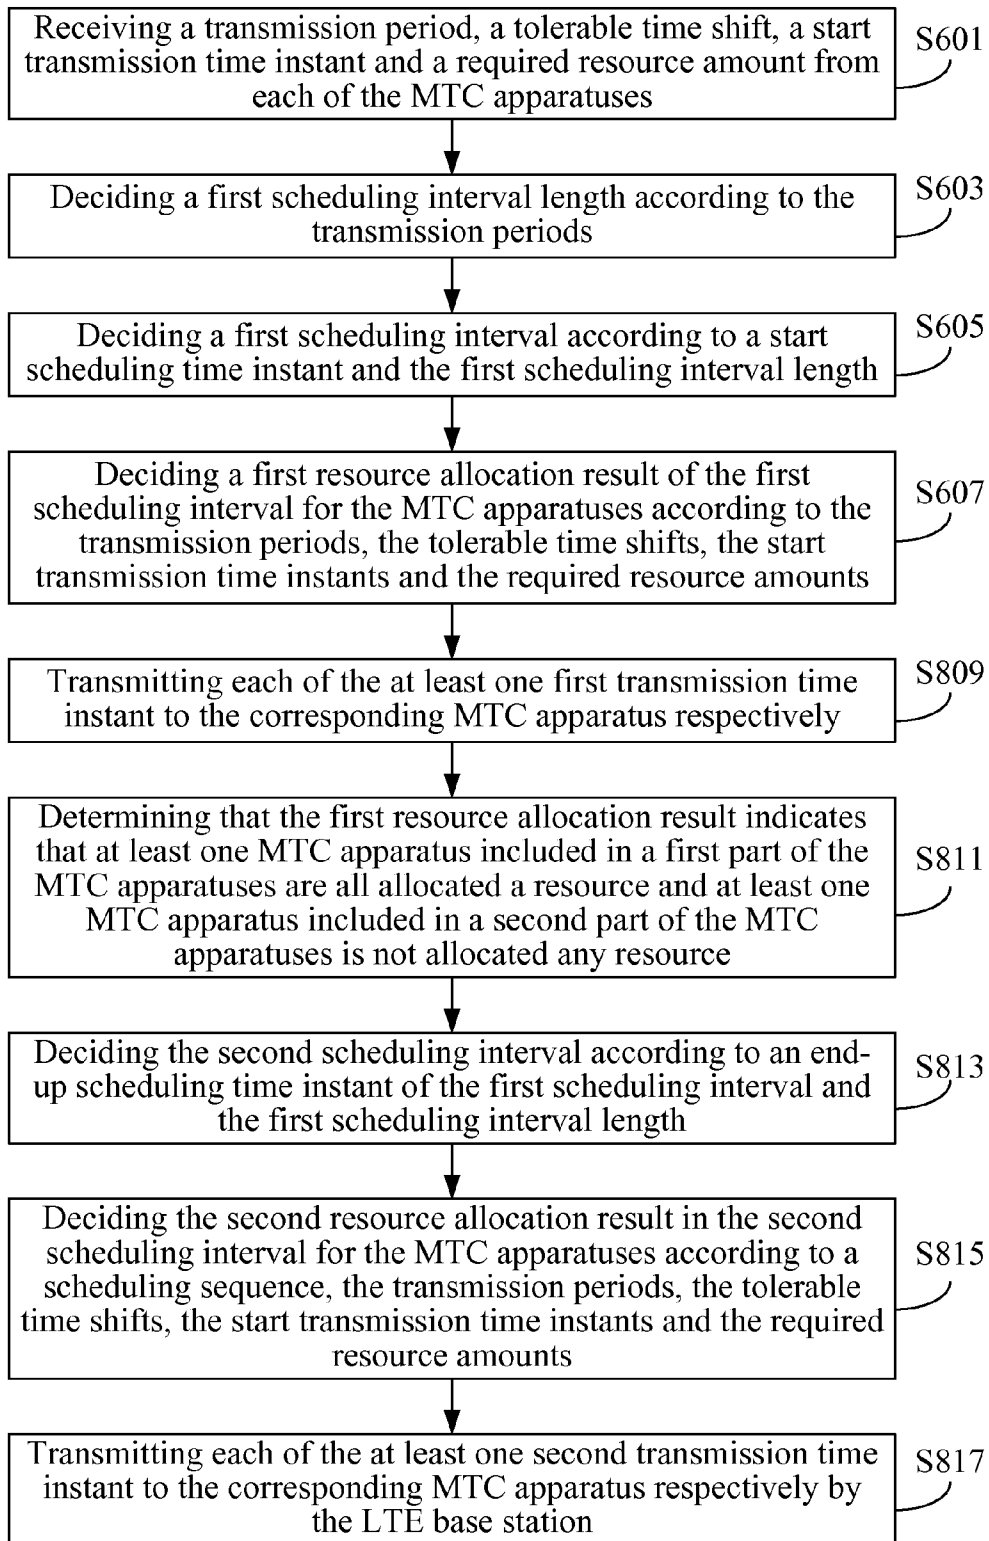 Receiving a transmission period, a tolerable time shift, a start
transmission time instant and a required resource amount from
each of the MTC apparatuses
S601
Deciding a first scheduling interval length according to the
transmission periods
S603
Deciding a first scheduling interval according to a start
scheduling time instant and the first scheduling interval length
S605
Deciding a first resource allocation result of the first
scheduling interval for the MTC apparatuses according to the
transmission periods, the tolerable time shifts, the start
transmission time instants and the required resource amounts
S607
Transmitting each of the at least one first transmission time
instant to the corresponding MTC apparatus respectively
S809
Determining that the first resource allocation result indicates
that at least one MTC apparatus included in a first part of the
MTC apparatuses are all allocated a resource and at least one
MTC apparatus included in a second part of the MTC
apparatuses is not allocated any resource
S811
Deciding the second scheduling interval according to an end-
up scheduling time instant of the first scheduling interval and
the first scheduling interval length
S813
Deciding the second resource allocation result in the second
scheduling interval for the MTC apparatuses according to a
scheduling sequence, the transmission periods, the tolerable
time shifts, the start transmission time instants and the required
resource amounts
S815
Transmitting each of the at least one second transmission time
instant to the corresponding MTC apparatus respectively by
the LTE base station
S817